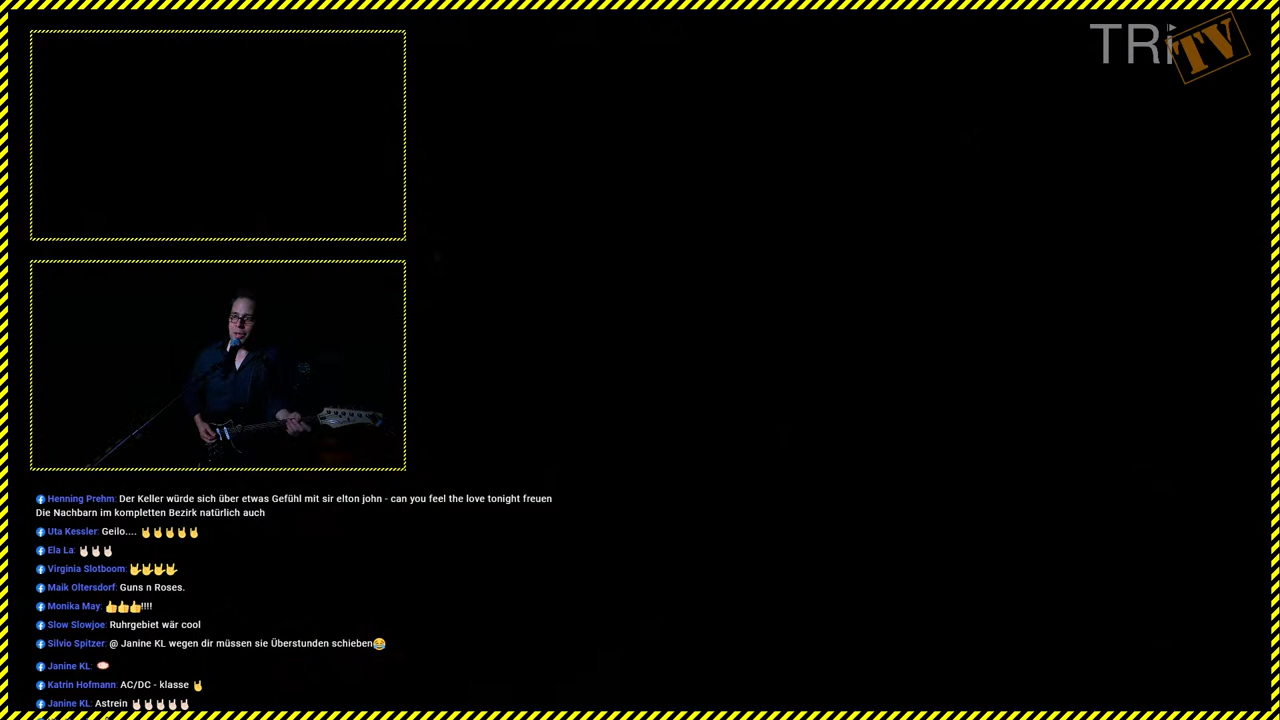 TRi TV
Henning Prehm: Der Keller würde sich über etwas Gefühl mit sir elton john - can you feel the love tonight freuen
Die Nachbarn im kompletten Bezirk natürlich auch
Uta Kessler: Geilo.... 🤘🤘🤘🤘🤘
Ela La: 🤘🏻🤘🏻🤘🏻
Virginia Slotboom: 🤟🤟🤟🤟
Maik Oltersdorf: Guns n Roses.
Monika May: 👍👍👍!!!!
Slow Slowjoe: Ruhrgebiet wär cool
Silvio Spitzer: @ Janine KL wegen dir müssen sie Überstunden schieben😂
Janine KL:
Katrin Hofmann: AC/DC - klasse 🤘
Janine KL: Astrein 🤘🏻🤘🏻🤘🏻🤘🏻🤘🏻